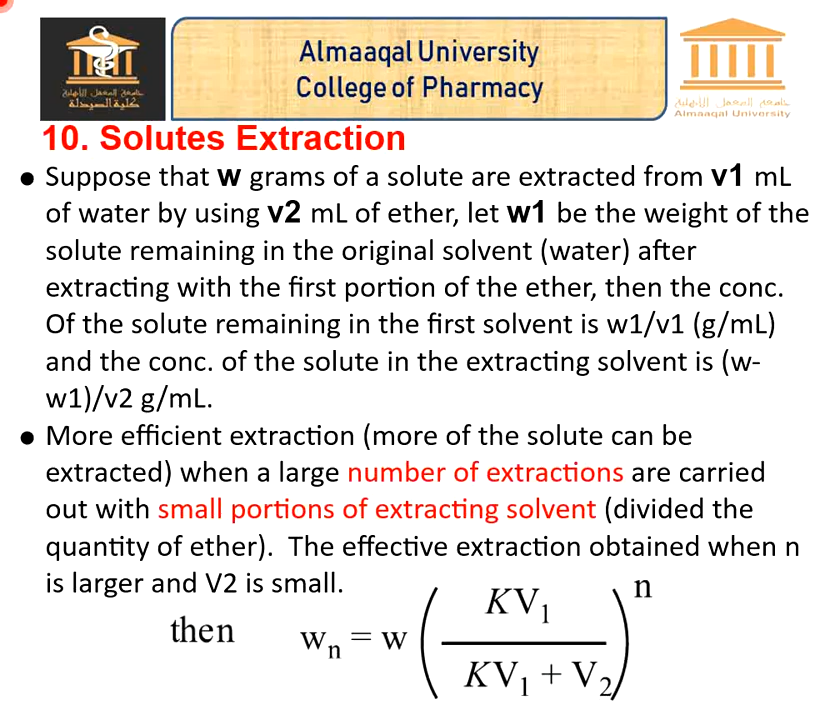 Almaaqal University
College of Pharmacy
كلية الصيدلة
Almaaqal University
10. Solutes Extraction
• Suppose that w grams of a solute are extracted from v1 mL
of water by using v2 mL of ether, let w1 be the weight of the
solute remaining in the original solvent (water) after
extracting with the first portion of the ether, then the conc.
Of the solute remaining in the first solvent is w1/v1 (g/mL)
and the conc. of the solute in the extracting solvent is (w-
w1)/v2 g/mL.
• More efficient extraction (more of the solute can be
extracted) when a large number of extractions are carried
out with small portions of extracting solvent (divided the
quantity of ether). The effective extraction obtained when n
is larger and V2 is small.
then wₙ = w (KV₁ / KV₁ + V₂)ⁿ